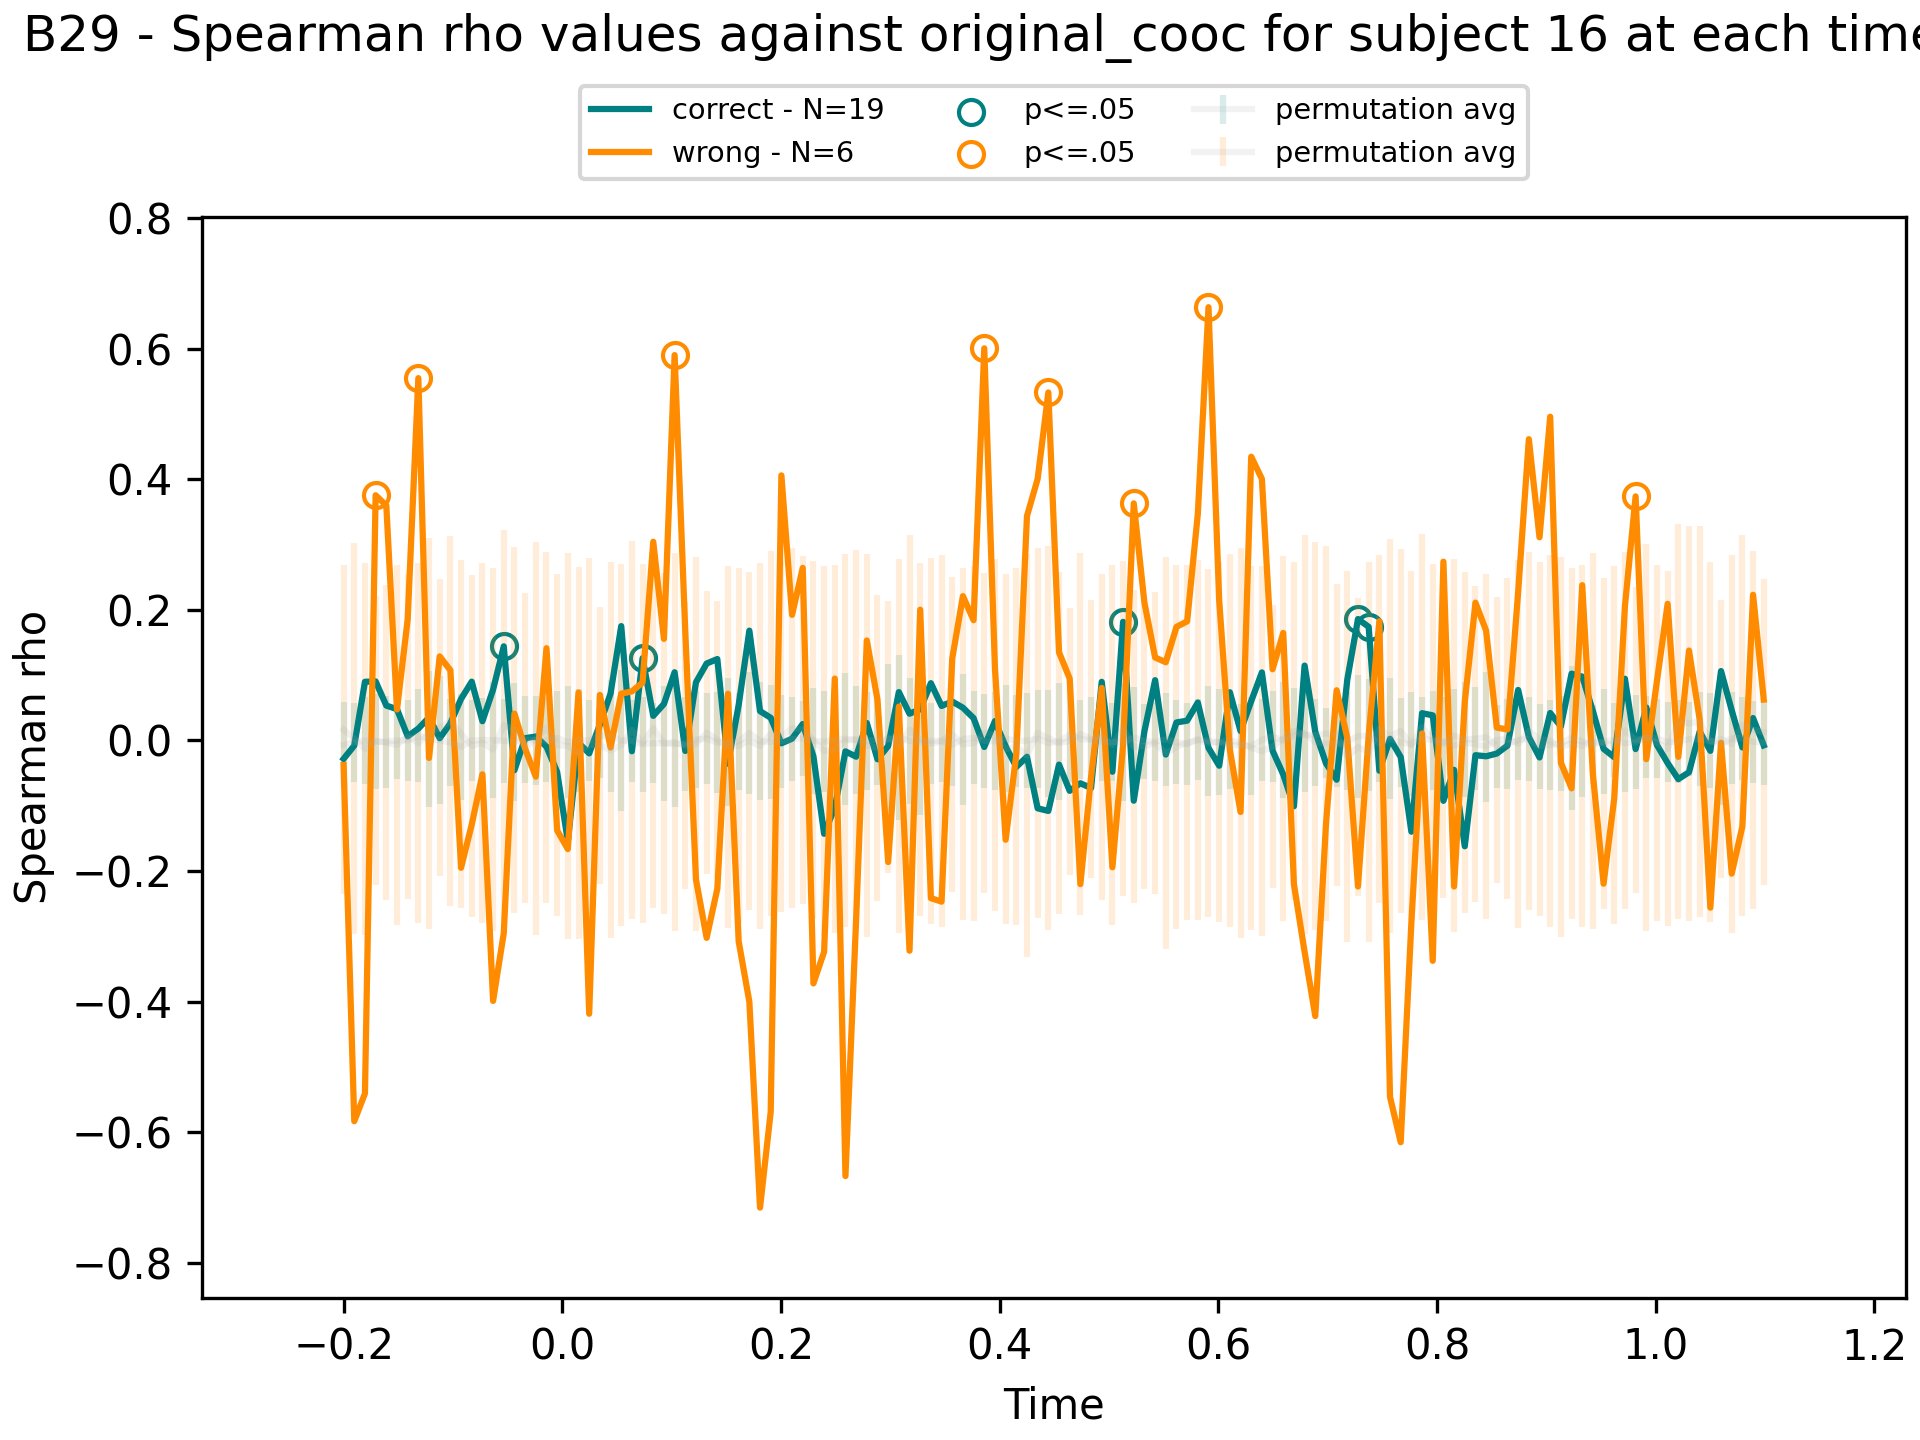 B29 - Spearman rho values against original_cooc for subject 16 at each time
correct - N=19
wrong - N=6
p<=.05
p<=.05
permutation avg
permutation avg
Spearman rho
0.8
0.6
0.4
0.2
0.0
−0.2
−0.4
−0.6
−0.8
−0.2 0.0 0.2 0.4 0.6 0.8 1.0 1.2
Time